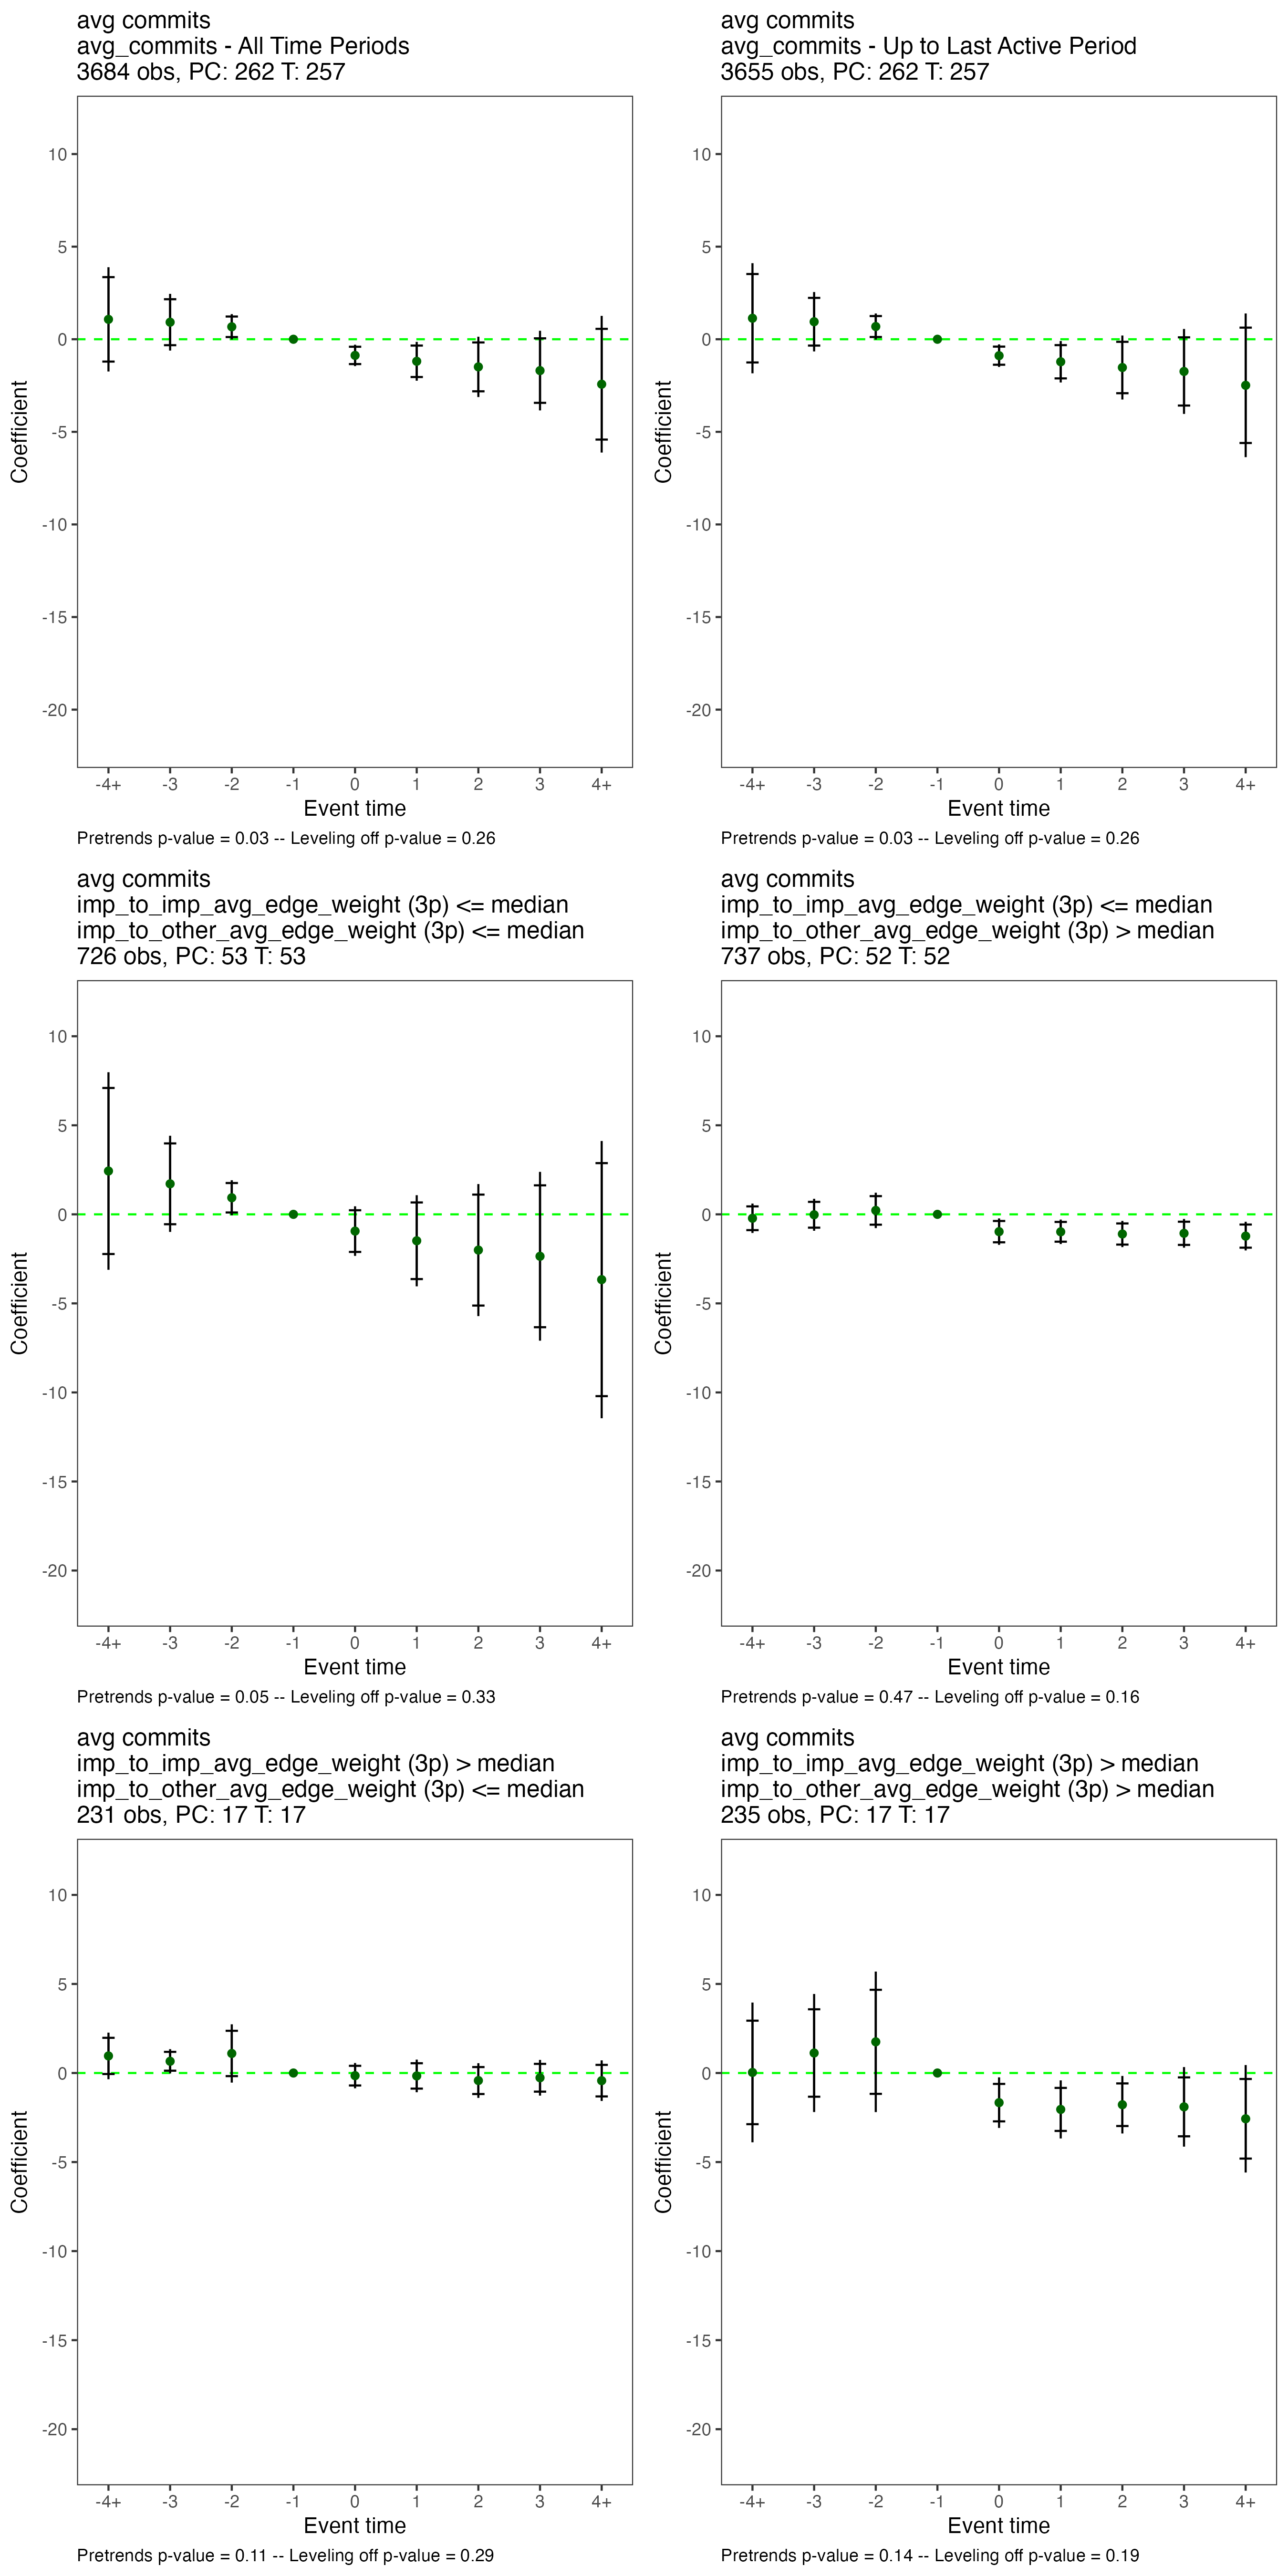 avg commits
avg_commits - All Time Periods
3684 obs, PC: 262 T: 257
10
5
0
-5
-10
-15
-20
Coefficient
-4+ -3 -2 -1 0 1 2 3 4+
Event time
Pretrends p-value = 0.03 -- Leveling off p-value = 0.26
avg commits
avg_commits - Up to Last Active Period
3655 obs, PC: 262 T: 257
10
5
0
-5
-10
-15
-20
Coefficient
-4+ -3 -2 -1 0 1 2 3 4+
Event time
Pretrends p-value = 0.03 -- Leveling off p-value = 0.26
avg commits
imp_to_imp_avg_edge_weight (3p) <= median
imp_to_other_avg_edge_weight (3p) <= median
726 obs, PC: 53 T: 53
10
5
0
-5
-10
-15
-20
Coefficient
-4+ -3 -2 -1 0 1 2 3 4+
Event time
Pretrends p-value = 0.05 -- Leveling off p-value = 0.33
avg commits
imp_to_imp_avg_edge_weight (3p) <= median
imp_to_other_avg_edge_weight (3p) > median
737 obs, PC: 52 T: 52
10
5
0
-5
-10
-15
-20
Coefficient
-4+ -3 -2 -1 0 1 2 3 4+
Event time
Pretrends p-value = 0.47 -- Leveling off p-value = 0.16
avg commits
imp_to_imp_avg_edge_weight (3p) > median
imp_to_other_avg_edge_weight (3p) <= median
231 obs, PC: 17 T: 17
10
5
0
-5
-10
-15
-20
Coefficient
-4+ -3 -2 -1 0 1 2 3 4+
Event time
Pretrends p-value = 0.11 -- Leveling off p-value = 0.29
avg commits
imp_to_imp_avg_edge_weight (3p) > median
imp_to_other_avg_edge_weight (3p) > median
235 obs, PC: 17 T: 17
10
5
0
-5
-10
-15
-20
Coefficient
-4+ -3 -2 -1 0 1 2 3 4+
Event time
Pretrends p-value = 0.14 -- Leveling off p-value = 0.19